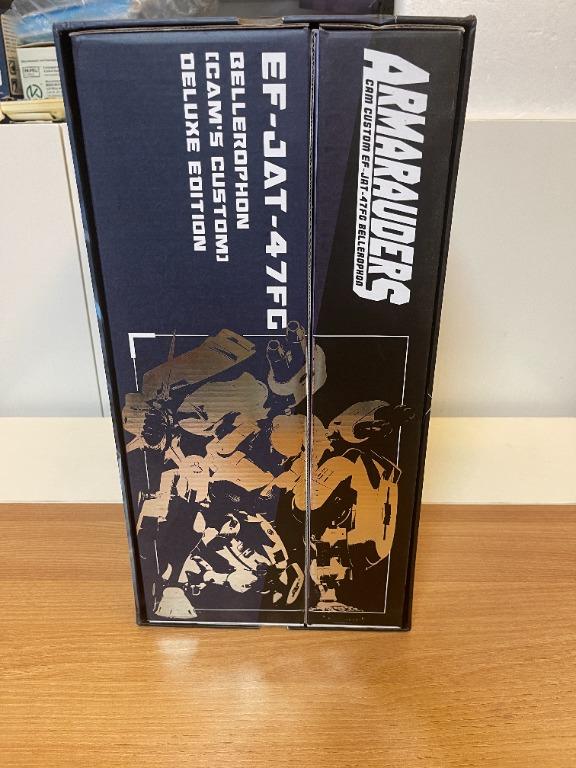 ARMARAUDERS
CAM CUSTOM EF-JAT-47FG BELLEROPHON
EF-JAT-47FG
BELLEROPHON
[CAM'S CUSTOM]
DELUXE EDITION